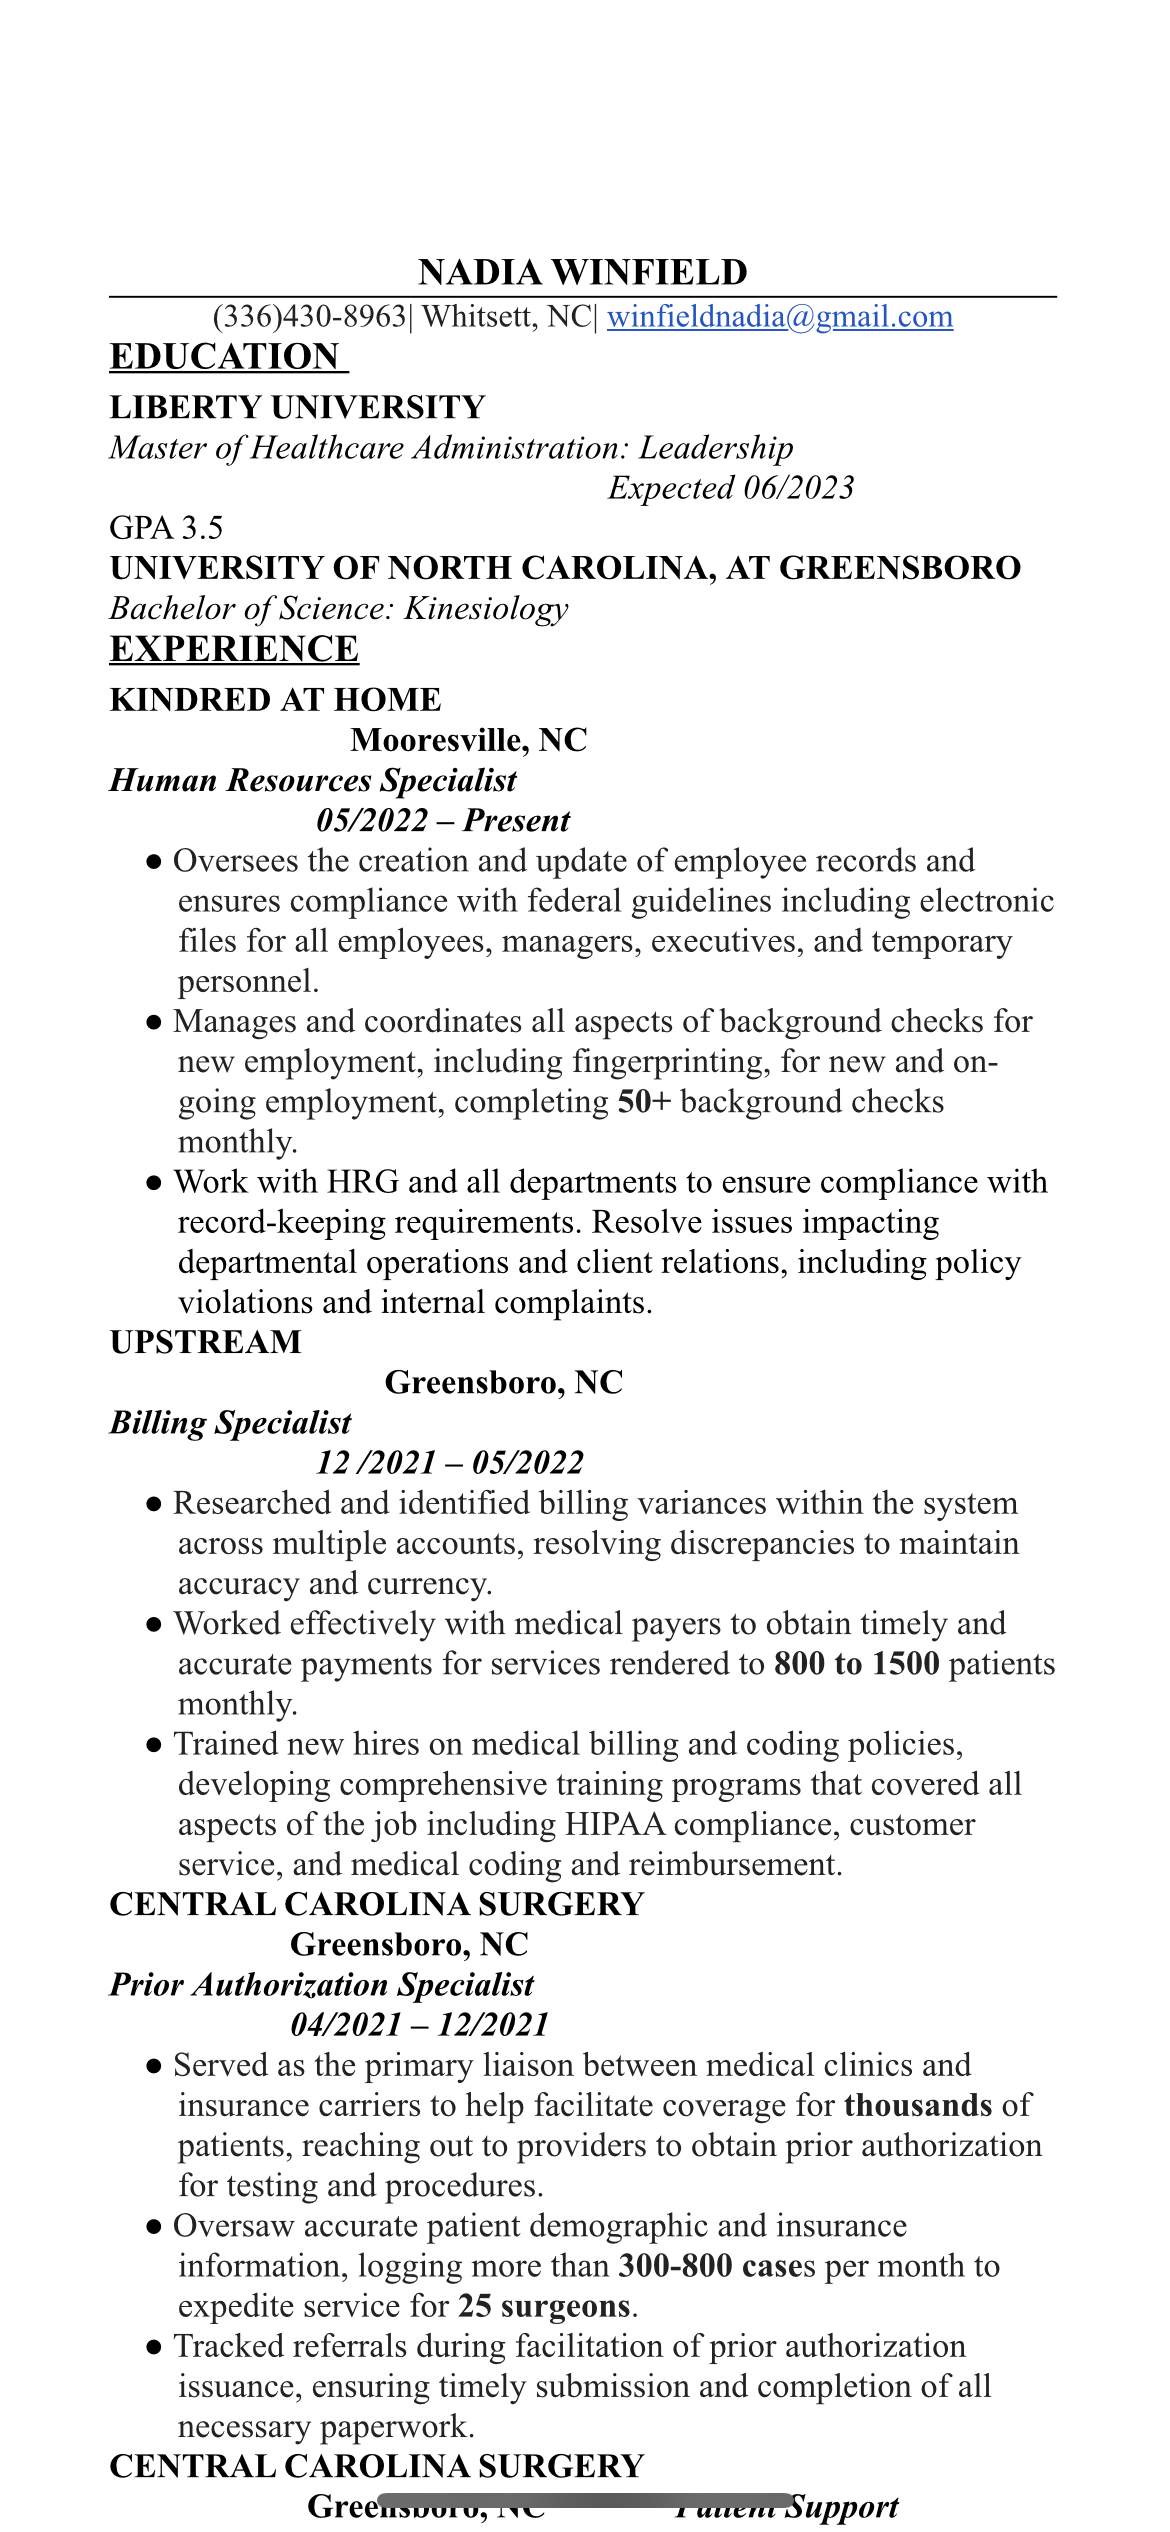 NADIA WINFIELD
(336)430-8963| Whitsett, NC| winfieldnadia@gmail.com
EDUCATION
LIBERTY UNIVERSITY
Master of Healthcare Administration: Leadership
Expected 06/2023
GPA 3.5
UNIVERSITY OF NORTH CAROLINA, AT GREENSBORO
Bachelor of Science: Kinesiology
EXPERIENCE
KINDRED AT HOME
Mooresville, NC
Human Resources Specialist
05/2022 – Present
● Oversees the creation and update of employee records and
ensures compliance with federal guidelines including electronic
files for all employees, managers, executives, and temporary
personnel.
● Manages and coordinates all aspects of background checks for
new employment, including fingerprinting, for new and on-
going employment, completing 50+ background checks
monthly.
● Work with HRG and all departments to ensure compliance with
record-keeping requirements. Resolve issues impacting
departmental operations and client relations, including policy
violations and internal complaints.
UPSTREAM
Greensboro, NC
Billing Specialist
12 /2021 – 05/2022
● Researched and identified billing variances within the system
across multiple accounts, resolving discrepancies to maintain
accuracy and currency.
● Worked effectively with medical payers to obtain timely and
accurate payments for services rendered to 800 to 1500 patients
monthly.
● Trained new hires on medical billing and coding policies,
developing comprehensive training programs that covered all
aspects of the job including HIPAA compliance, customer
service, and medical coding and reimbursement.
CENTRAL CAROLINA SURGERY
Greensboro, NC
Prior Authorization Specialist
04/2021 – 12/2021
● Served as the primary liaison between medical clinics and
insurance carriers to help facilitate coverage for thousands of
patients, reaching out to providers to obtain prior authorization
for testing and procedures.
● Oversaw accurate patient demographic and insurance
information, logging more than 300-800 cases per month to
expedite service for 25 surgeons.
● Tracked referrals during facilitation of prior authorization
issuance, ensuring timely submission and completion of all
necessary paperwork.
CENTRAL CAROLINA SURGERY
Greensboro, NC Patient Support